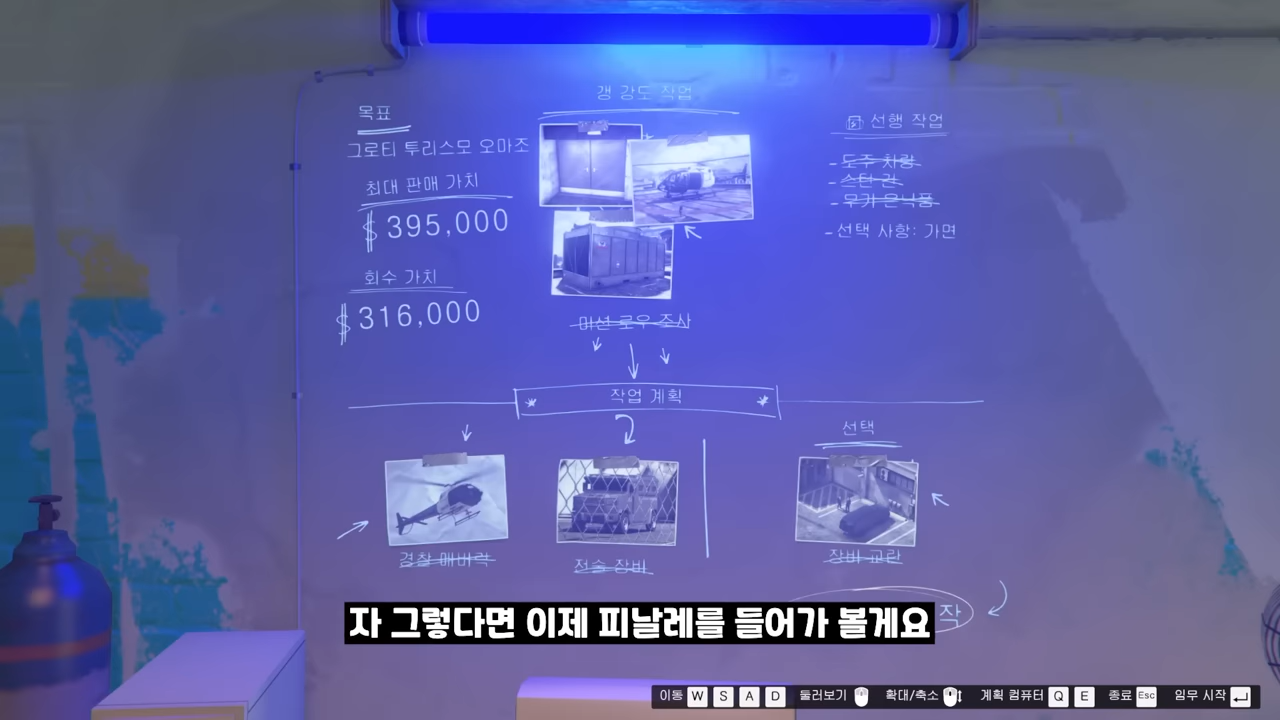 갱 강도 작업
목표
그로티 투리스모 오마조
최대 판매 가치
$ 395,000
회수 가치
$ 316,000
선행 작업
- 도주 차량
- 스턴 건
- 무기 은닉품
- 선택 사항: 가면
미션 로우 조사
작업 계획
선택
경찰 매버릭
전술 장비
장비 교란
작
자 그렇다면 이제 피날레를 들어가 볼게요
이동 W S A D 둘러보기 확대/축소 계획 컴퓨터 Q E 종료 Esc 임무 시작